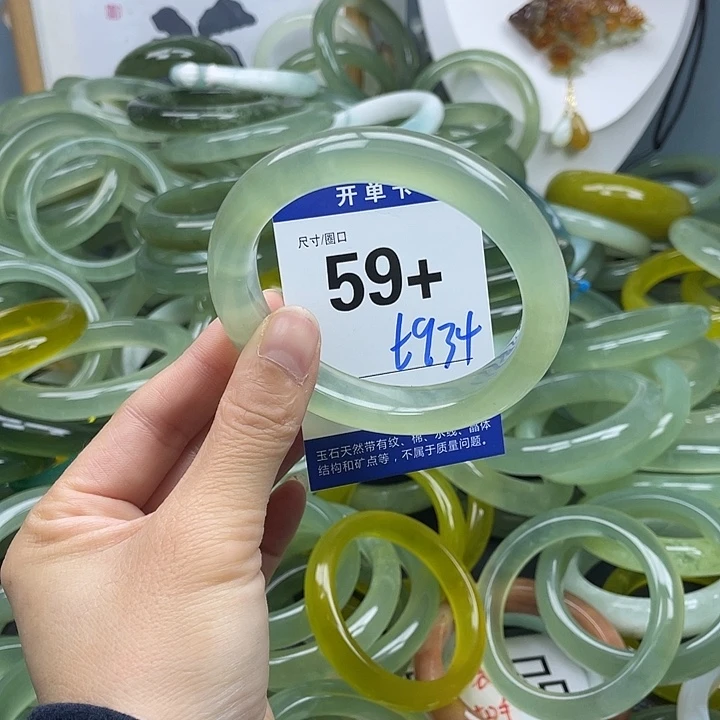 开单卡
尺寸/圈口
59+
t934
玉石天然带有纹、棉、水线、晶体
结构和矿点等，不属于质量问题。
品